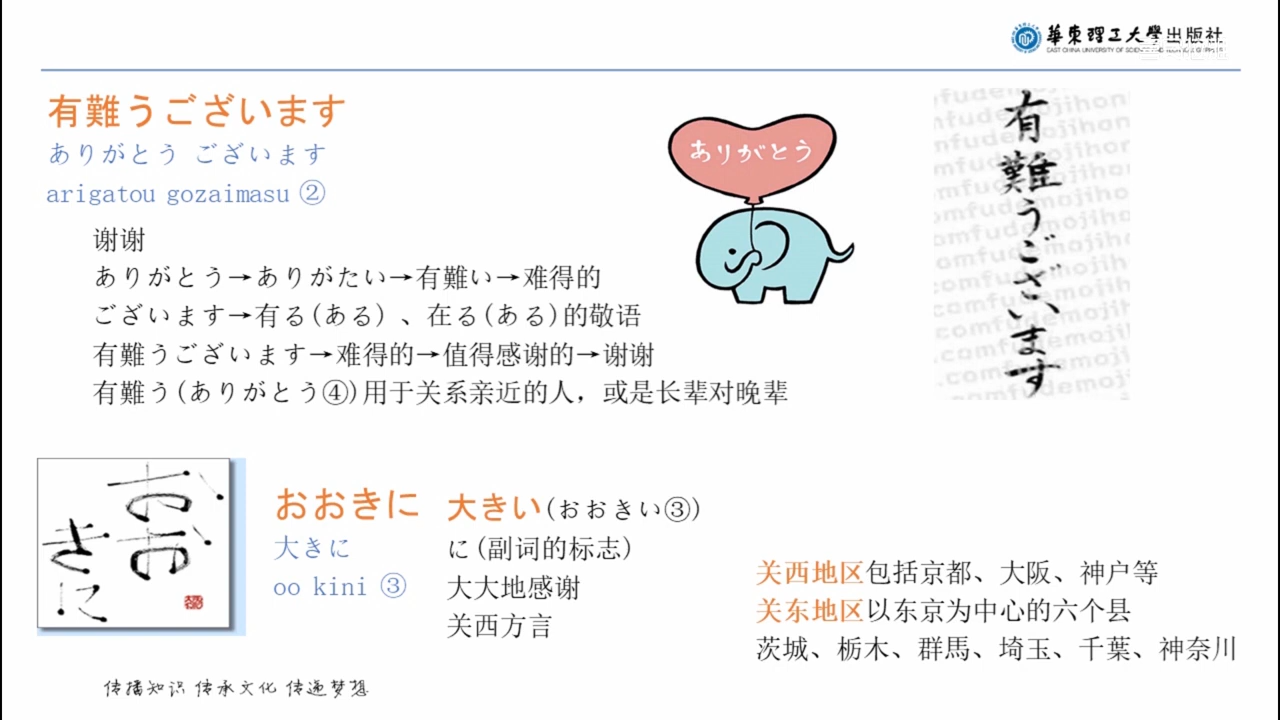 華東理工大學出版社
EAST CHINA UNIVERSITY OF SCIENCE AND TECHNOLOGY
有難うございます
ありがとう ございます
arigatou gozaimasu ②
谢谢
ありがとう→ありがたい→有難い→难得的
ございます→有る(ある) 、在る(ある)的敬语
有難うございます→难得的→值得感谢的→谢谢
有難う(ありがとう④)用于关系亲近的人，或是长辈对晚辈
ありがとう
有難うございます
おおきに
おおきに
大きに
oo kini ③
大きい(おおきい③)
に(副词的标志)
大大地感谢
关西方言
关西地区包括京都、大阪、神户等
关东地区以东京为中心的六个县
茨城、栃木、群馬、埼玉、千葉、神奈川
传播知识 传承文化 传递梦想